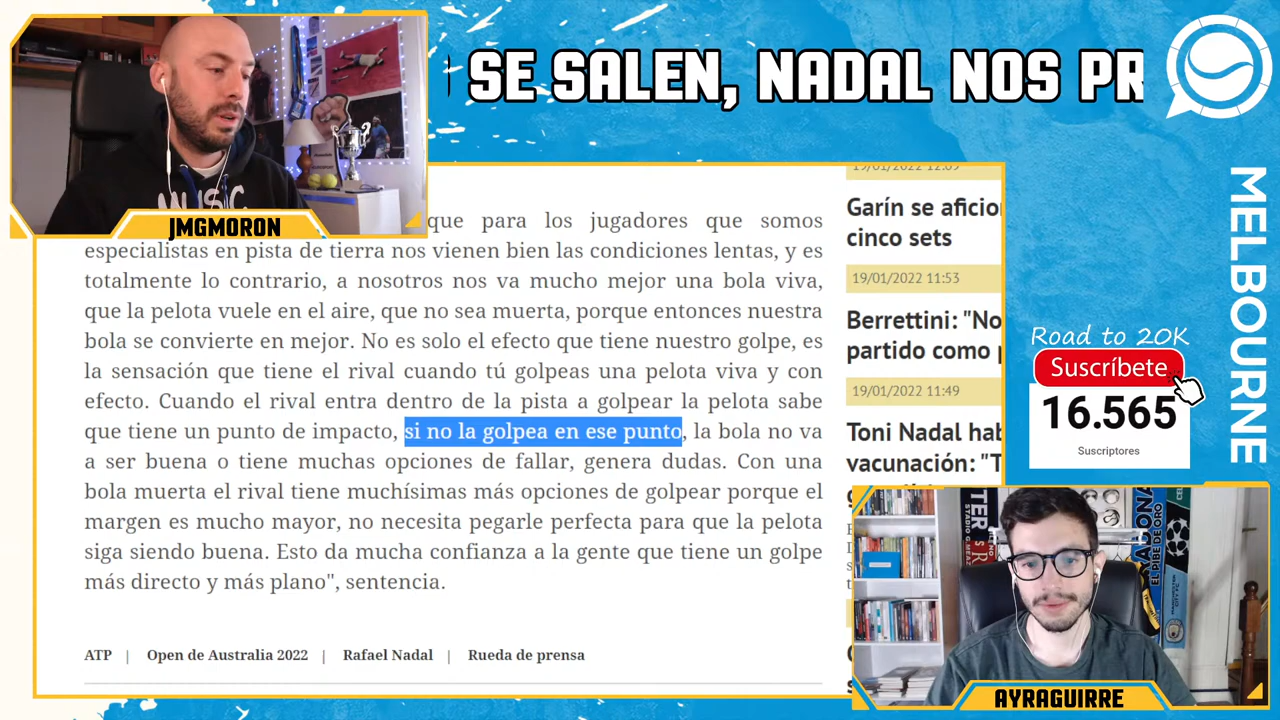 SE SALEN, NADAL NOS PR
JMGMORON
que para los jugadores que somos
especialistas en pista de tierra nos vienen bien las condiciones lentas, y es
totalmente lo contrario, a nosotros nos va mucho mejor una bola viva,
que la pelota vuele en el aire, que no sea muerta, porque entonces nuestra
bola se convierte en mejor. No es solo el efecto que tiene nuestro golpe, es
la sensación que tiene el rival cuando tú golpeas una pelota viva y con
efecto. Cuando el rival entra dentro de la pista a golpear la pelota sabe
que tiene un punto de impacto, si no la golpea en ese punto, la bola no va
a ser buena o tiene muchas opciones de fallar, genera dudas. Con una
bola muerta el rival tiene muchísimas más opciones de golpear porque el
margen es mucho mayor, no necesita pegarle perfecta para que la pelota
siga siendo buena. Esto da mucha confianza a la gente que tiene un golpe
más directo y más plano", sentencia.
ATP | Open de Australia 2022 | Rafael Nadal | Rueda de prensa
Garín se aficio
cinco sets
19/01/2022 11:53
Berrettini: "No
partido como
19/01/2022 11:49
Toni Nadal hab
vacunación: "T
MELBOURNE
Road to 20K
Suscríbete
16.565
Suscriptores
EL PIBE DE ORO
AYRAGUIRRE